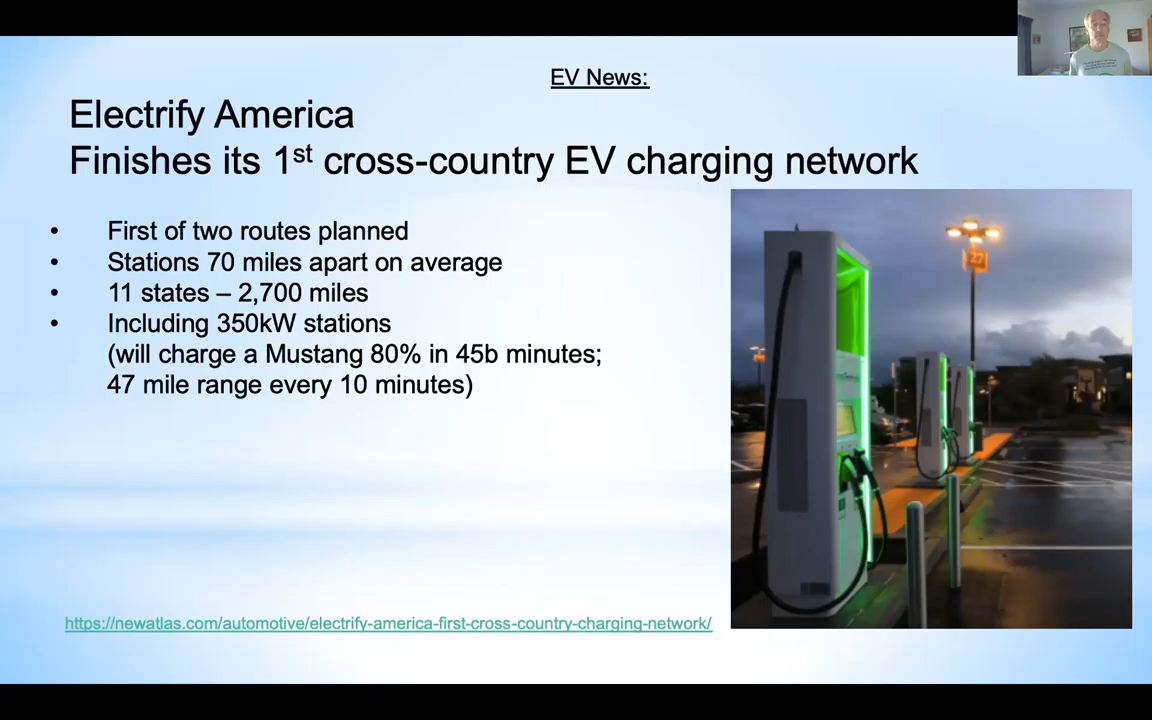 EV News:
Electrify America
Finishes its 1st cross-country EV charging network
• First of two routes planned
• Stations 70 miles apart on average
• 11 states – 2,700 miles
• Including 350kW stations
(will charge a Mustang 80% in 45b minutes;
47 mile range every 10 minutes)
27
https://newatlas.com/automotive/electrify-america-first-cross-country-charging-network/